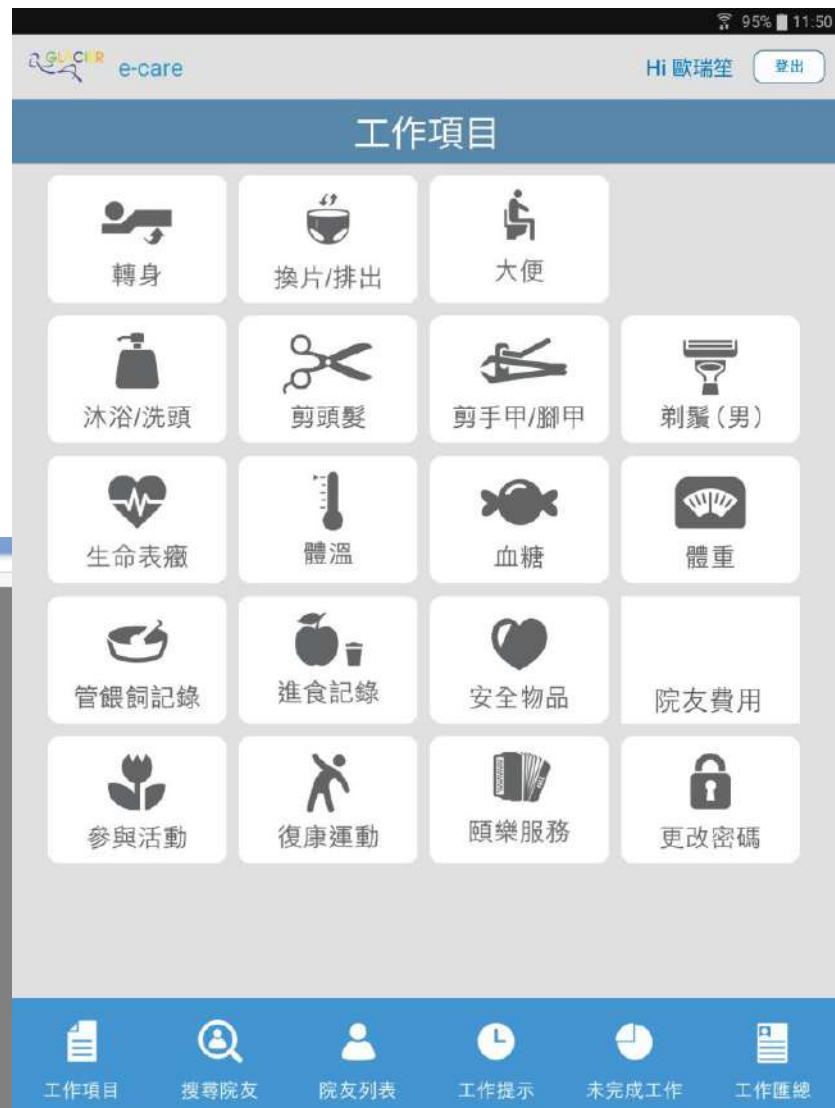 95% 11:50
GLACIER e-care
Hi 歐瑞笙 登出
工作項目
轉身 換片/排出 大便
沐浴/洗頭 剪頭髮 剪手甲/腳甲 剃鬚(男)
生命表癥 體溫 血糖 體重
管餵飼記錄 進食記錄 安全物品 院友費用
參與活動 復康運動 頤樂服務 更改密碼
工作項目 搜尋院友 院友列表 工作提示 未完成工作 工作匯總